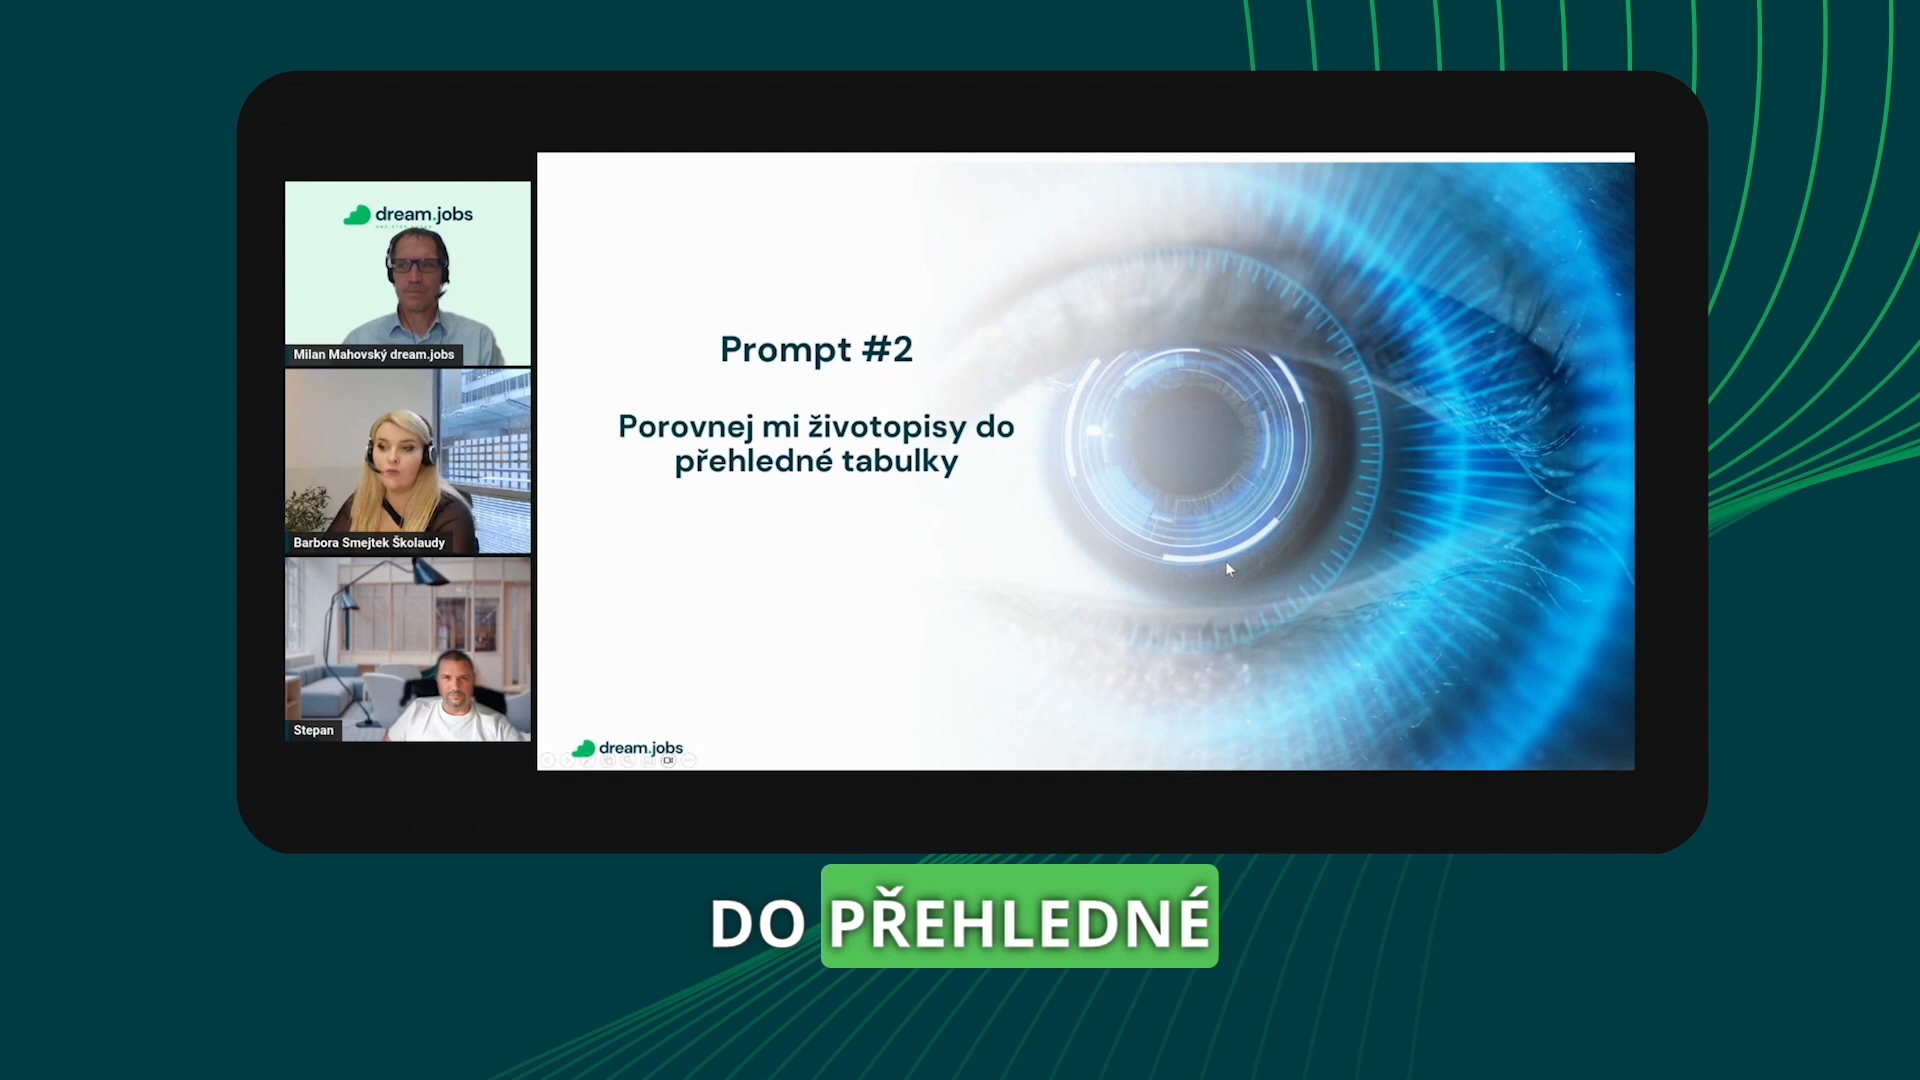 dream.jobs
Milan Mahovský dream.jobs
Barbora Smejtek Školaudy
Stepan
Prompt #2
Porovnej mi životopisy do
přehledné tabulky
dream.jobs
DO PŘEHLEDNÉ